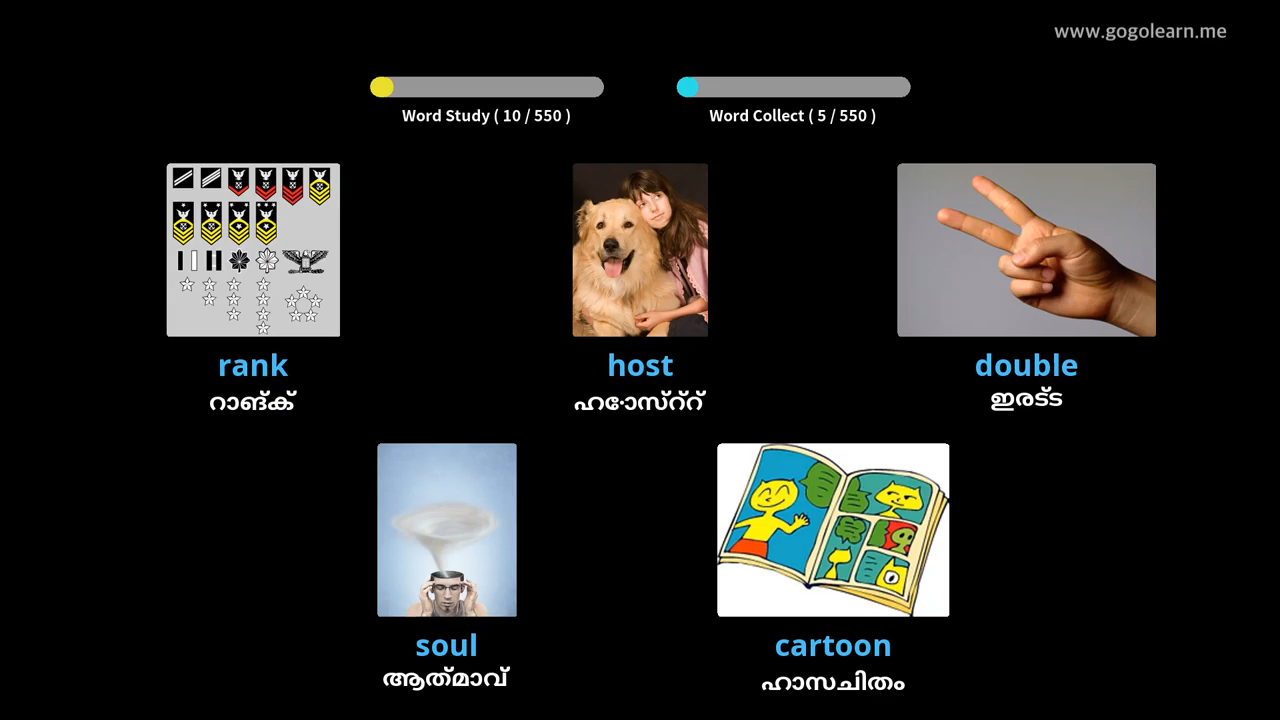 www.gogolearn.me
Word Study ( 10 / 550 )
Word Collect ( 5 / 550 )
rank
റാങ്ക്
host
ഹോസ്റ്റ്
double
ഇരട്ട
soul
ആത്മാവ്
cartoon
ഹാസചിതം